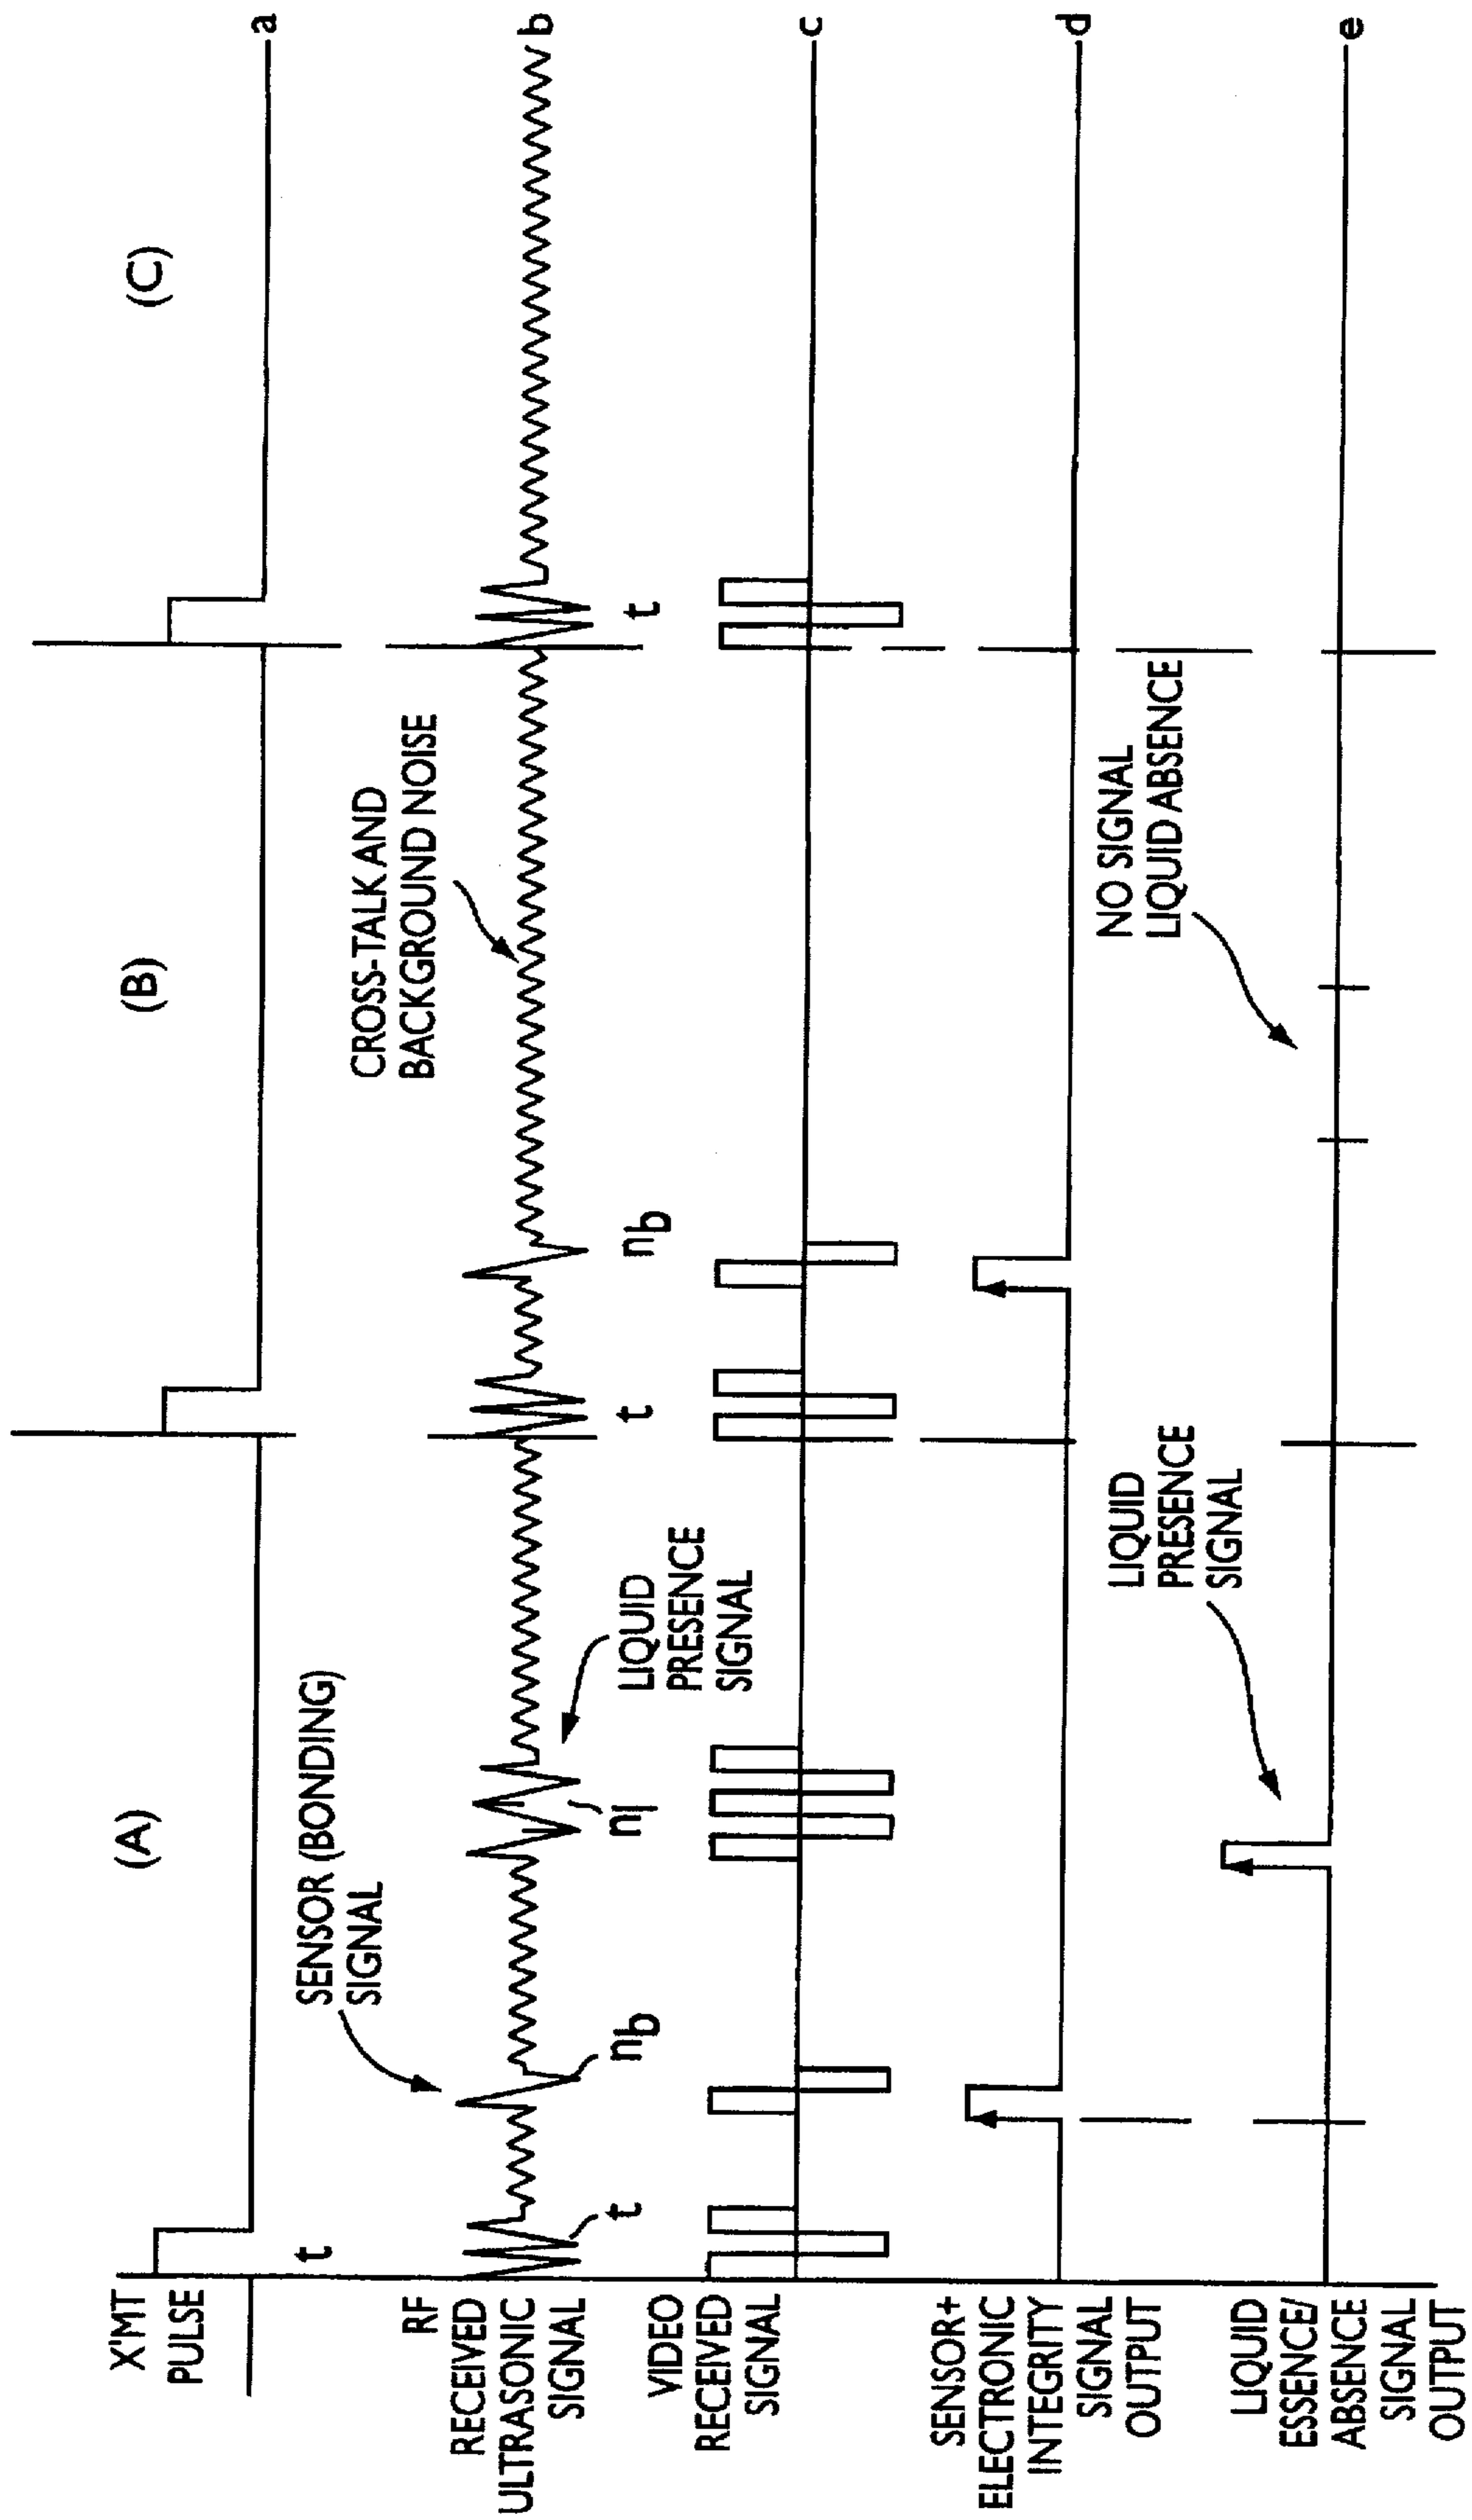 (A)
(B)
(C)
X'MT
PULSE
t
a
SENSOR (BONDING)
SIGNAL
CROSS-TALK AND
BACKGROUND NOISE
RF
RECEIVED
ULTRASONIC
SIGNAL
b
t
nb
nl
LIQUID
PRESENCE
SIGNAL
t
nb
t
VIDEO
RECEIVED
SIGNAL
c
SENSOR+
ELECTRONIC
INTEGRITY
SIGNAL
OUTPUT
d
LIQUID
PRESENCE
SIGNAL
NO SIGNAL
LIQUID ABSENCE
LIQUID
ESSENCE/
ABSENCE
SIGNAL
OUTPUT
e